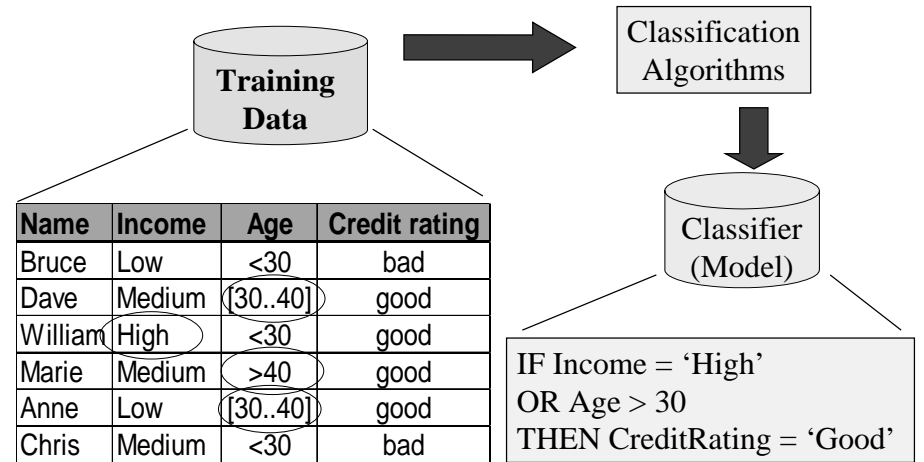 Training
Data
Classification
Algorithms
Name Income Age Credit rating
Bruce Low <30 bad
Dave Medium [30..40] good
William High <30 good
Marie Medium >40 good
Anne Low [30..40] good
Chris Medium <30 bad
Classifier
(Model)
IF Income = ‘High’
OR Age > 30
THEN CreditRating = ‘Good’